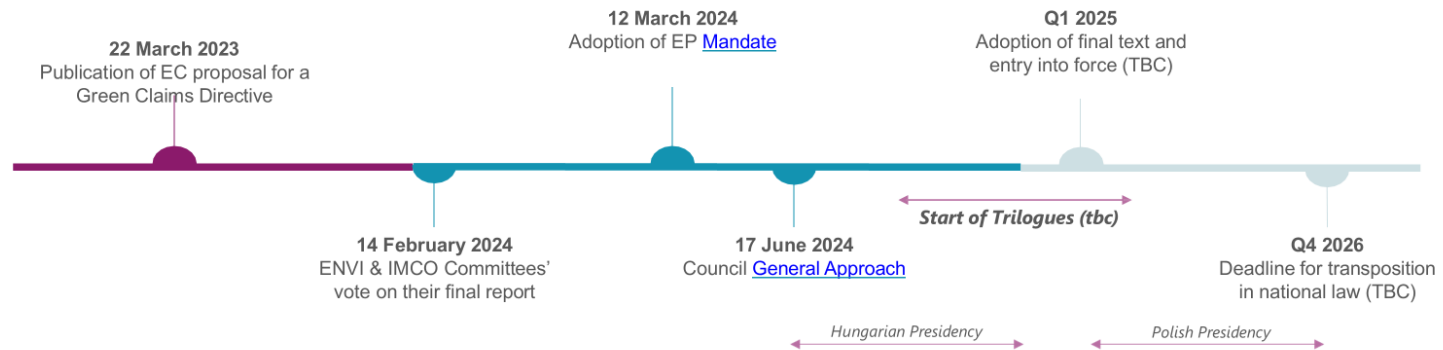 22 March 2023
Publication of EC proposal for a
Green Claims Directive
12 March 2024
Adoption of EP Mandate
Q1 2025
Adoption of final text and
entry into force (TBC)
Start of Trilogues (tbc)
14 February 2024
ENVI & IMCO Committees’
vote on their final report
17 June 2024
Council General Approach
Q4 2026
Deadline for transposition
in national law (TBC)
Hungarian Presidency
Polish Presidency